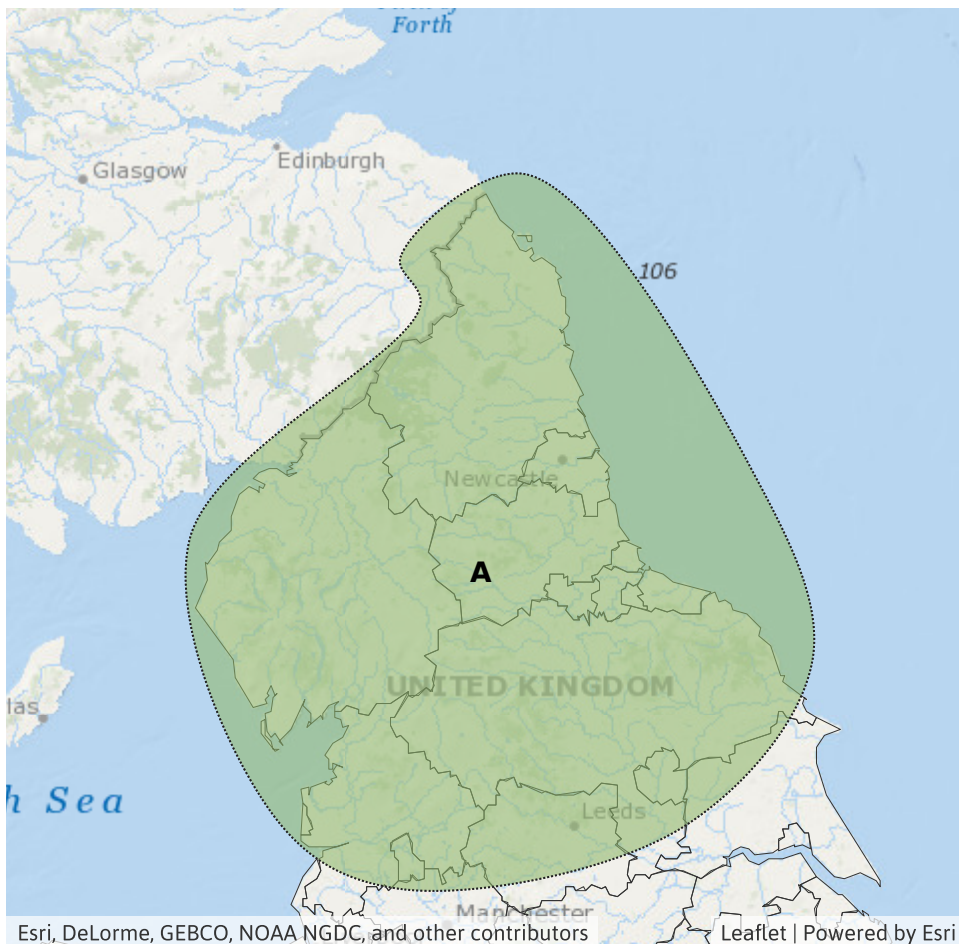 Forth
Edinburgh
Glasgow
106
Newcastle
A
UNITED KINGDOM
las
h Sea
Leeds
Manchester
Esri, DeLorme, GEBCO, NOAA NGDC, and other contributors
Leaflet | Powered by Esri